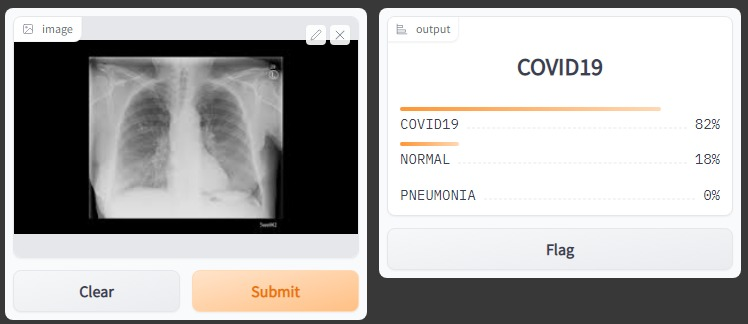 image
L
Clear
Submit
output
COVID19
COVID19 82%
NORMAL 18%
PNEUMONIA 0%
Flag